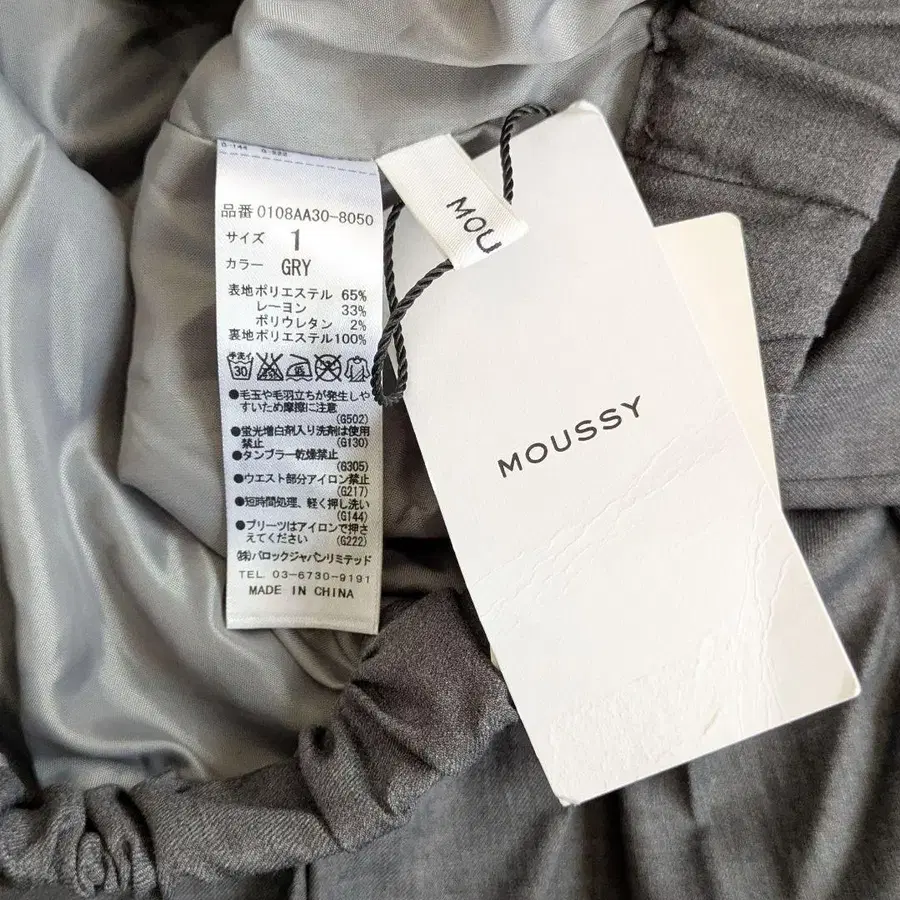 G-144 G-222
品番 0108AA30-8050
サイズ 1
カラー GRY
表地ポリエステル 65%
レーヨン 33%
ポリウレタン 2%
裏地ポリエステル100%
手洗イ
30
●毛玉や毛羽立ちが発生しや
すいため摩擦に注意
(G502)
●蛍光増白剤入り洗剤は使用
禁止 (G130)
●タンブラー乾燥禁止
(G305)
●ウエスト部分アイロン禁止
(G217)
●短時間処理、軽く押し洗い
(G144)
●プリーツはアイロンで押さ
えてください (G222)
(株)バロックジャパンリミテッド
TEL. 03-6730-9191
MADE IN CHINA
MOU
MOUSSY